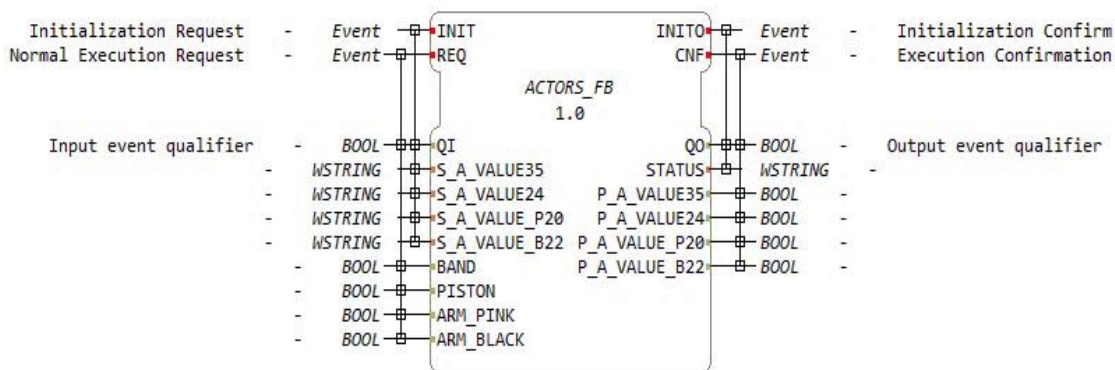 Initialization Request - Event INIT INITO Event - Initialization Confirm
Normal Execution Request - Event REQ CNF Event - Execution Confirmation
ACTORS_FB
1.0
Input event qualifier - BOOL QI QO BOOL - Output event qualifier
- WSTRING S_A_VALUE35 STATUS WSTRING -
- WSTRING S_A_VALUE24 P_A_VALUE35 BOOL -
- WSTRING S_A_VALUE_P20 P_A_VALUE24 BOOL -
- WSTRING S_A_VALUE_B22 P_A_VALUE_P20 BOOL -
- BOOL BAND P_A_VALUE_B22 BOOL -
- BOOL PISTON
- BOOL ARM_PINK
- BOOL ARM_BLACK